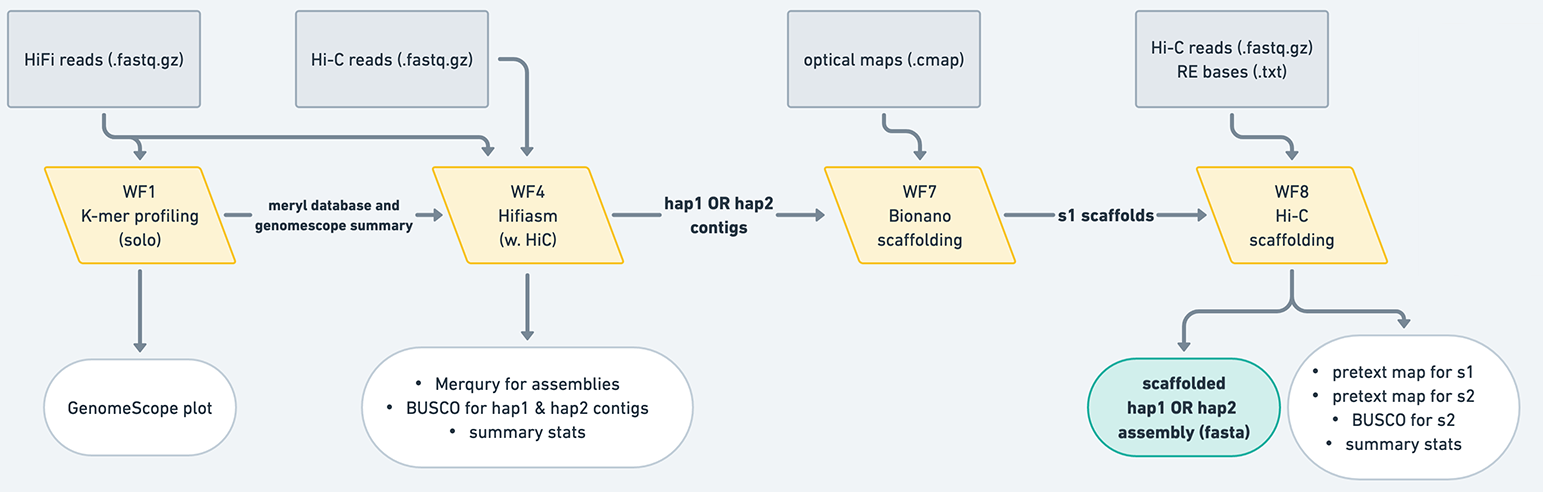 HiFi reads (.fastq.gz)
Hi-C reads (.fastq.gz)
optical maps (.cmap)
Hi-C reads (.fastq.gz)
RE bases (.txt)
WF1
K-mer profiling
(solo)
meryl database and
genomescope summary
WF4
Hifiasm
(w. HiC)
hap1 OR hap2
contigs
WF7
Bionano
scaffolding
s1 scaffolds
WF8
Hi-C
scaffolding
GenomeScope plot
• Merqury for assemblies
• BUSCO for hap1 & hap2 contigs
• summary stats
scaffolded
hap1 OR hap2
assembly (fasta)
• pretext map for s1
• pretext map for s2
• BUSCO for s2
• summary stats